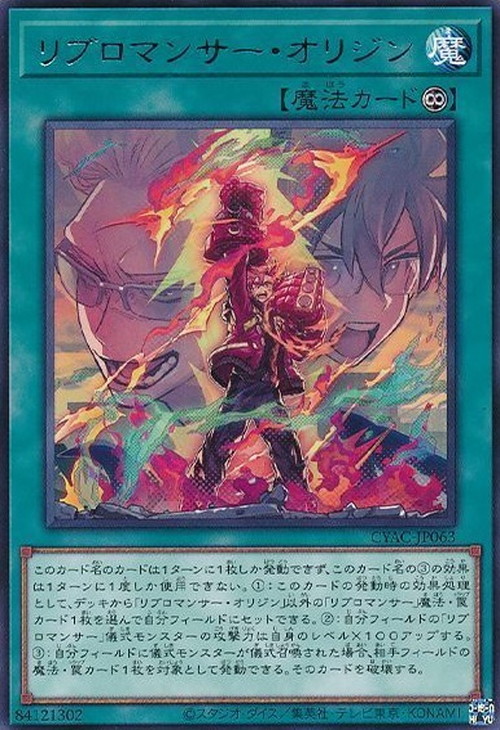 リブロマンサー・オリジン
魔
【魔法カード∞】
CYAC-JP063
このカード名のカードは1ターンに1枚しか発動できず、このカード名の③の効果
は1ターンに1度しか使用できない。①:このカードの発動時の効果処理
として、デッキから「リブロマンサー・オリジン」以外の「リブロマンサー」魔法・罠
カード1枚を選んで自分フィールドにセットできる。②:自分フィールドの「リブ
ロマンサー」儀式モンスターの攻撃力は自身のレベル×100アップする。
③:自分フィールドに儀式モンスターが儀式召喚された場合、相手フィールドの
魔法・罠カード1枚を対象として発動できる。そのカードを破壊する。
84121302
©スタジオ・ダイス/集英社・テレビ東京・KONAMI